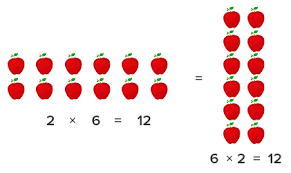 2 × 6 = 12
=
6 × 2 = 12